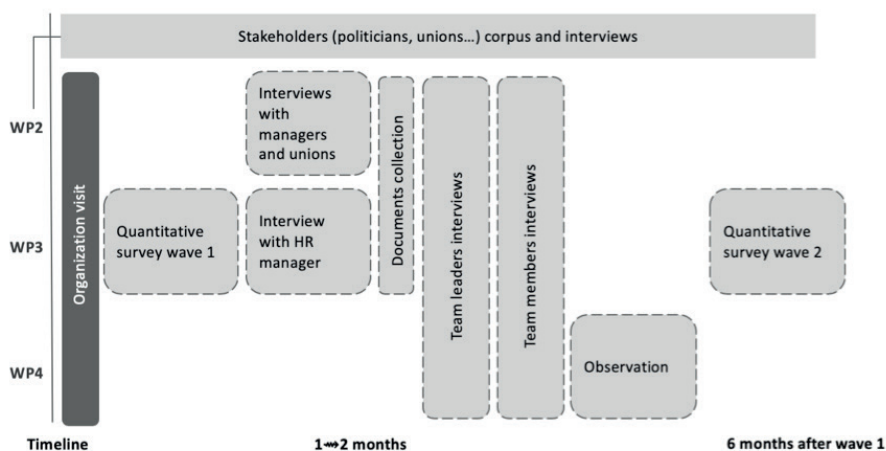 Stakeholders (politicians, unions...) corpus and interviews
WP2
WP3
WP4
Organization visit
Quantitative
survey wave 1
Interviews
with
managers
and unions
Interview
with HR
manager
Documents collection
Team leaders interviews
Team members interviews
Observation
Quantitative
survey wave 2
Timeline
1⇝2 months
6 months after wave 1